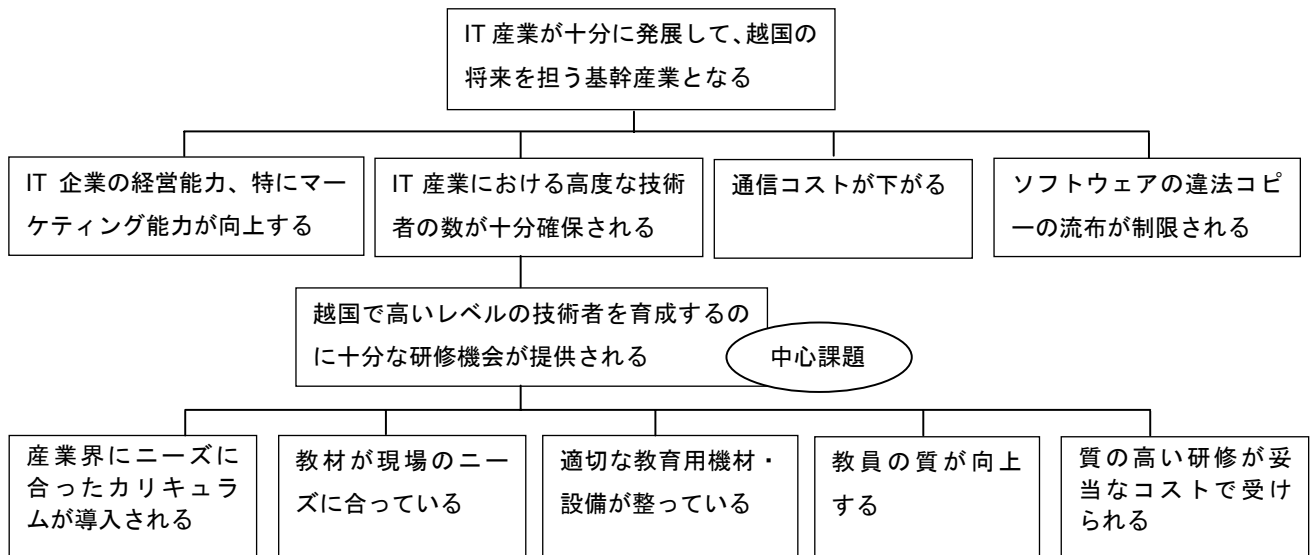 IT 産業が十分に発展して、越国の
将来を担う基幹産業となる
IT 企業の経営能力、特にマー
ケティング能力が向上する
IT 産業における高度な技術
者の数が十分確保される
通信コストが下がる
ソフトウェアの違法コピ
ーの流布が制限される
越国で高いレベルの技術者を育成するの
に十分な研修機会が提供される
中心課題
産業界にニーズに
合ったカリキュラ
ムが導入される
教材が現場のニー
ズに合っている
適切な教育用機材・
設備が整っている
教員の質が向上
する
質の高い研修が妥
当なコストで受け
られる